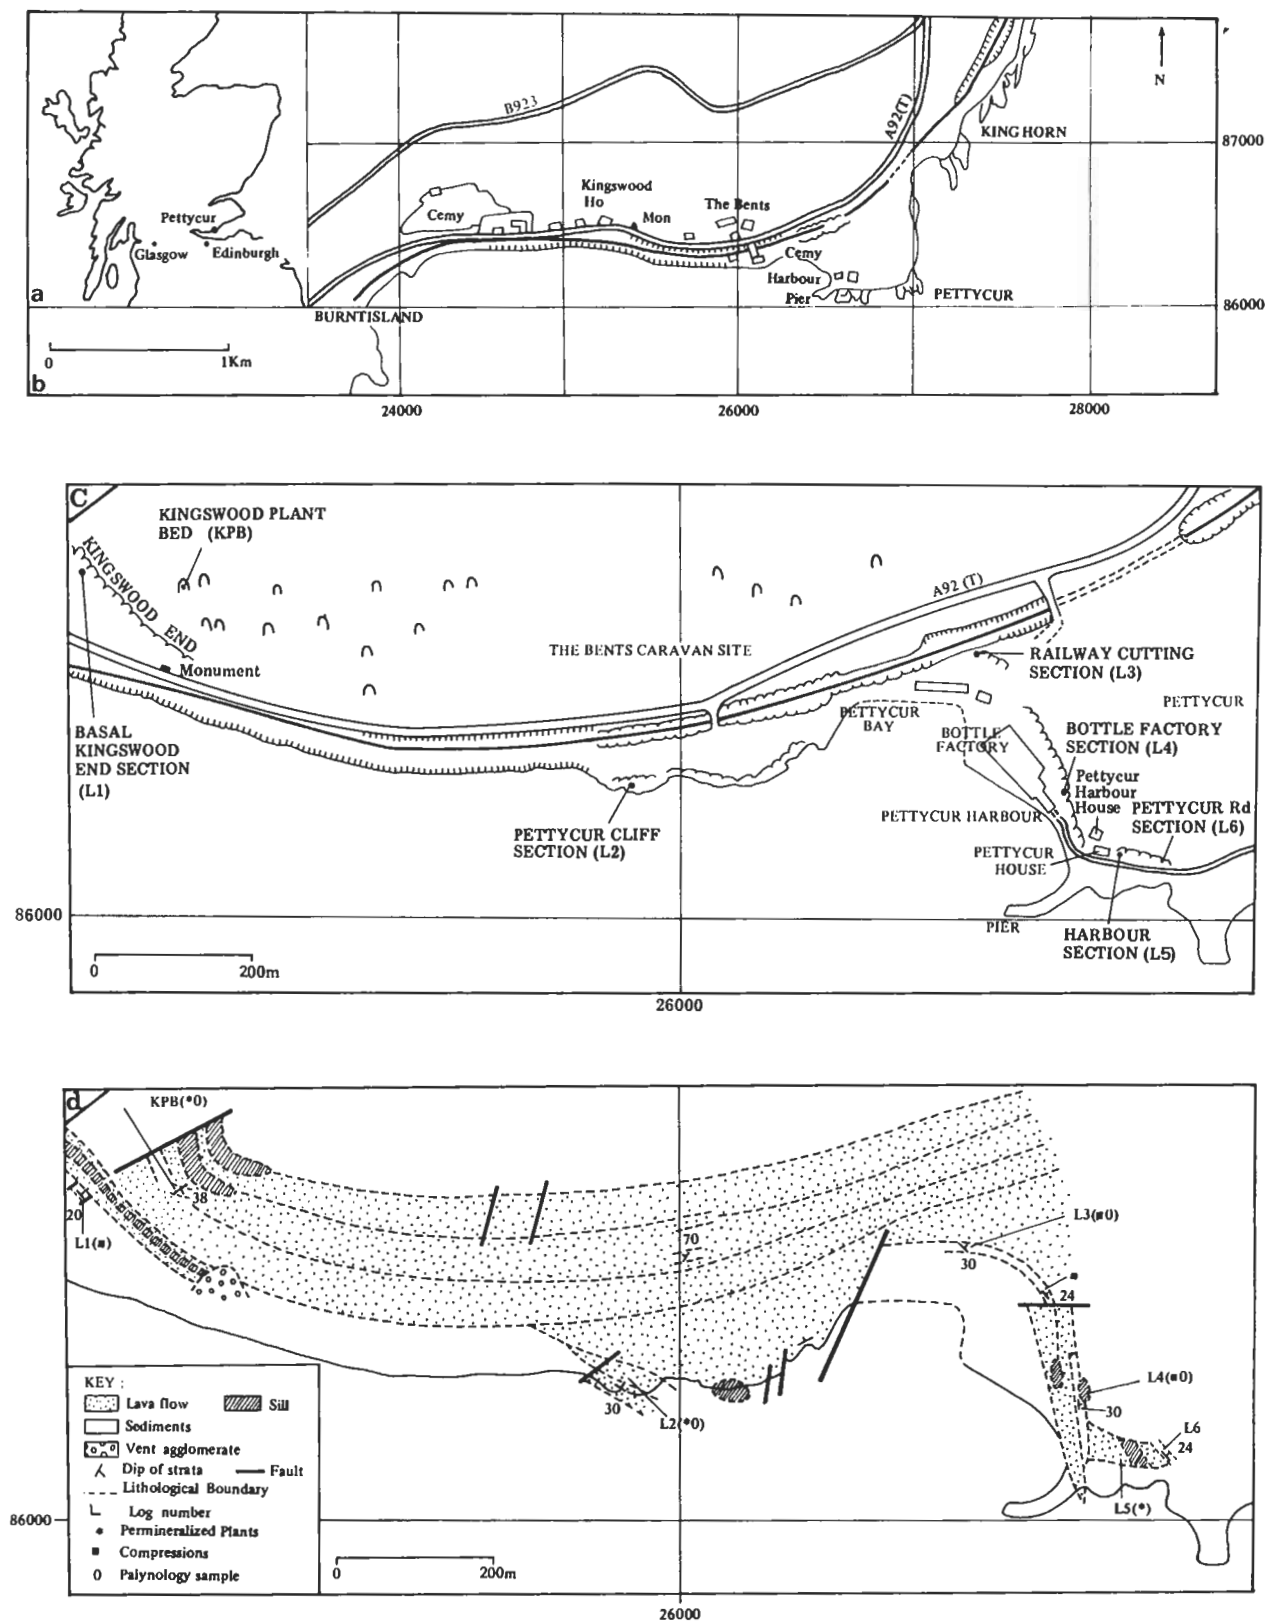 N
B923
A92(T)
KINGHORN
87000
Kingswood
Ho
Cemy
Mon
The Bents
Pettycur
Glasgow
Edinburgh
Cemy
Harbour
Pier
PETTYCUR
a
BURNTISLAND
86000
0
1Km
b
24000
26000
28000
C
KINGSWOOD PLANT
BED (KPB)
KINGSWOOD END
A92 (T)
THE BENTS CARAVAN SITE
Monument
RAILWAY CUTTING
SECTION (L3)
PETTYCUR
PETTYCUR
BAY
BASAL
KINGSWOOD
END SECTION
(L1)
BOTTLE
FACTORY
BOTTLE FACTORY
SECTION (L4)
Pettycur
Harbour
House
PETTYCUR Rd
SECTION (L6)
PETTYCUR HARBOUR
PETTYCUR CLIFF
SECTION (L2)
PETTYCUR
HOUSE
86000
PIER
HARBOUR
SECTION (L5)
0
200m
26000
d
KPB(*0)
38
20
L1(■)
70
L3(■0)
30
24
L4(■0)
30
30
L2(*0)
L6
24
L5(*)
KEY :
Lava flow
Sill
Sediments
Vent agglomerate
Dip of strata
Fault
Lithological Boundary
L Log number
Permineralized Plants
Compressions
0 Palynology sample
86000
0
200m
26000